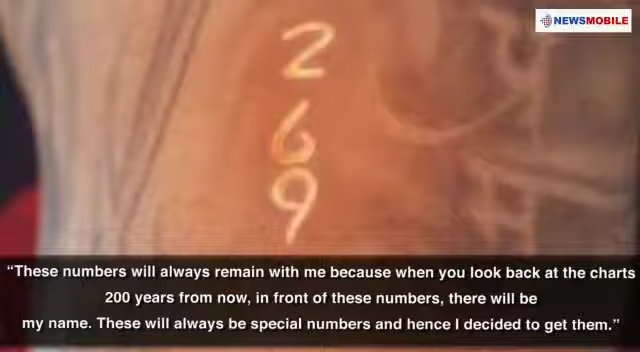 NEWSMOBILE
2
6
9
“These numbers will always remain with me because when you look back at the charts
200 years from now, in front of these numbers, there will be
my name. These will always be special numbers and hence I decided to get them.”